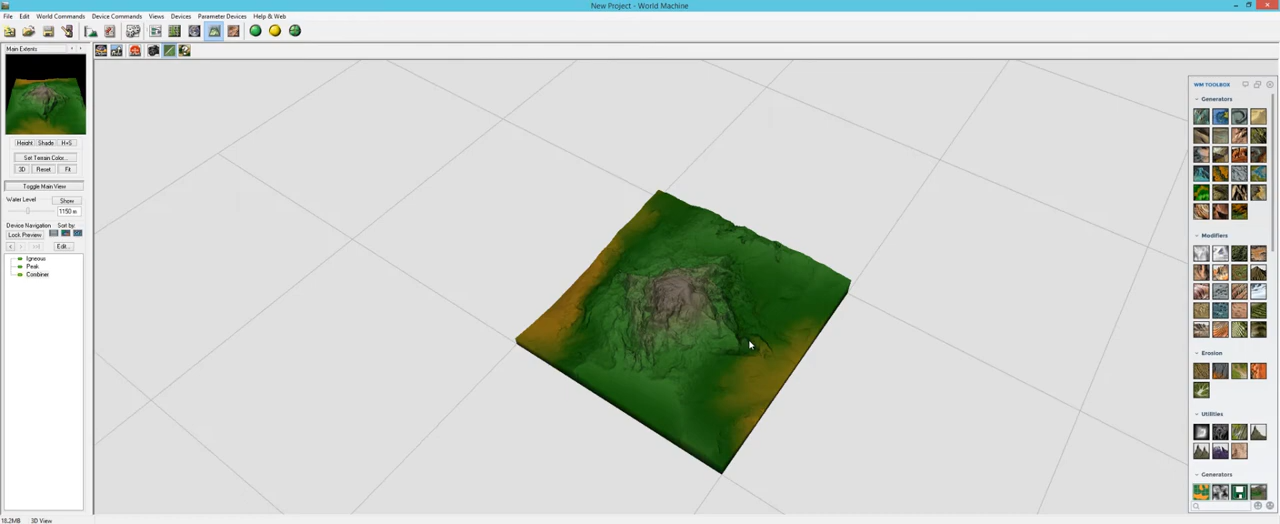 New Project - World Machine
File Edit World Commands Device Commands Views Devices Parameter Devices Help & Web
Main Extents
Height Shade H+S
Set Terrain Color...
3D Reset Fit
Toggle Main View
Water Level Show
1150 m
Device Navigation Sort by:
Lock Preview
Edit...
Igneous
Peak
Combiner
WM TOOLBOX
Generators
Modifiers
Erosion
Utilities
Generators
18.2MB 3D View